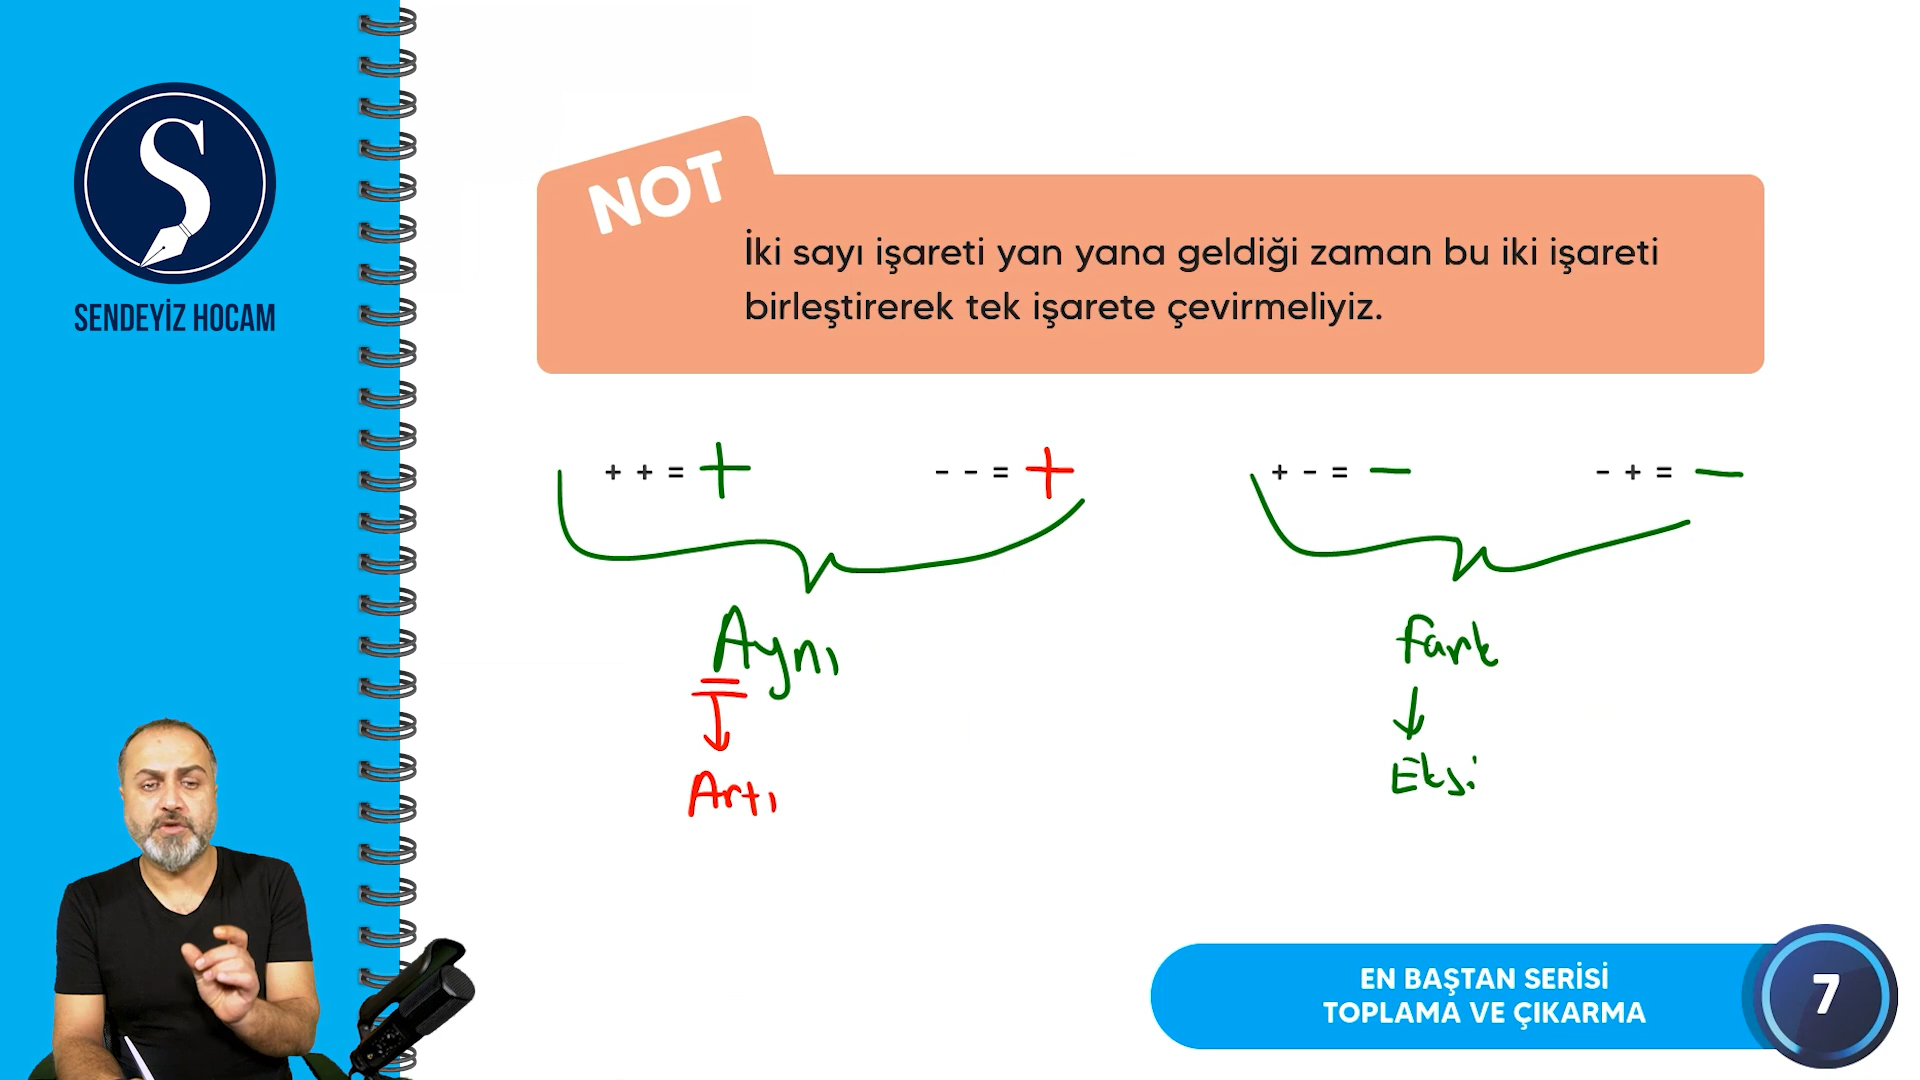 SENDEYİZ HOCAM
NOT
İki sayı işareti yan yana geldiği zaman bu iki işareti
birleştirerek tek işarete çevirmeliyiz.
+ + = + - - = + + - = - - + = -
Aynı Fark
Artı Eksi
EN BAŞTAN SERİSİ
TOPLAMA VE ÇIKARMA
7